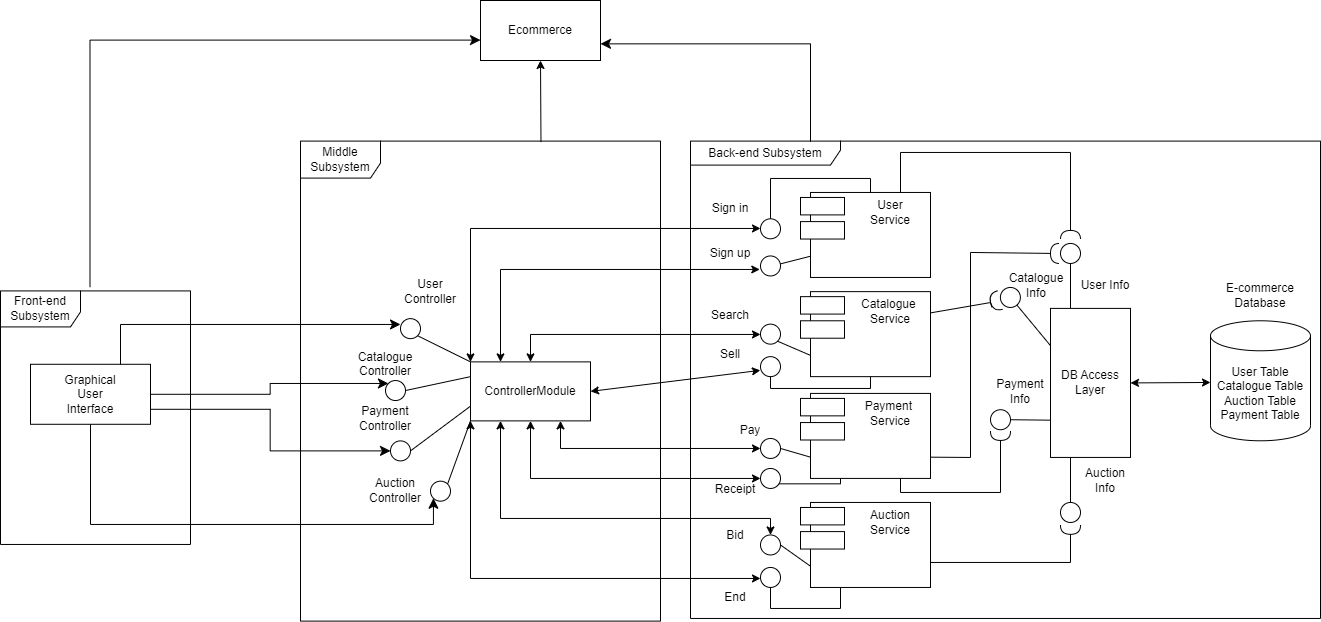 Ecommerce
Middle
Subsystem
Back-end Subsystem
User
Service
Sign in
Sign up
User
Controller
Catalogue
Info
User Info
E-commerce
Database
Front-end
Subsystem
Catalogue
Service
Search
Sell
Catalogue
Controller
Graphical
User
Interface
ControllerModule
DB Access
Layer
User Table
Catalogue Table
Auction Table
Payment Table
Payment
Info
Payment
Controller
Payment
Service
Pay
Receipt
Auction
Controller
Auction
Info
Auction
Service
Bid
End